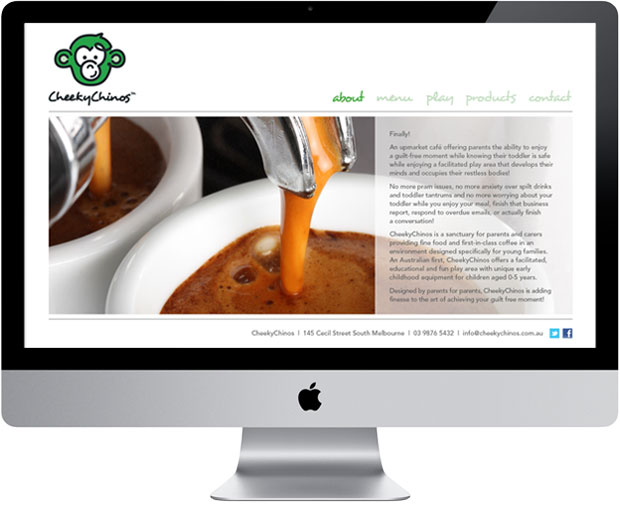 CheekyChinos™
about menu play products contact
Finally!
An upmarket café offering parents the ability to enjoy
a guilt-free moment while knowing their toddler is safe
while enjoying a facilitated play area that develops their
minds and occupies their restless bodies!
No more pram issues, no more anxiety over spilt drinks
and toddler tantrums and no more worrying about your
toddler while you enjoy your meal, finish that business
report, respond to overdue emails, or actually finish
a conversation!
CheekyChinos is a sanctuary for parents and carers
providing fine food and first-in-class coffee in an
environment designed specifically for young families.
An Australian first, CheekyChinos offers a facilitated,
educational and fun play area with unique early
childhood equipment for children aged 0-5 years.
Designed by parents for parents, CheekyChinos is adding
finesse to the art of achieving your guilt free moment!
CheekyChinos | 145 Cecil Street South Melbourne | 03 9876 5432 | info@cheekychinos.com.au